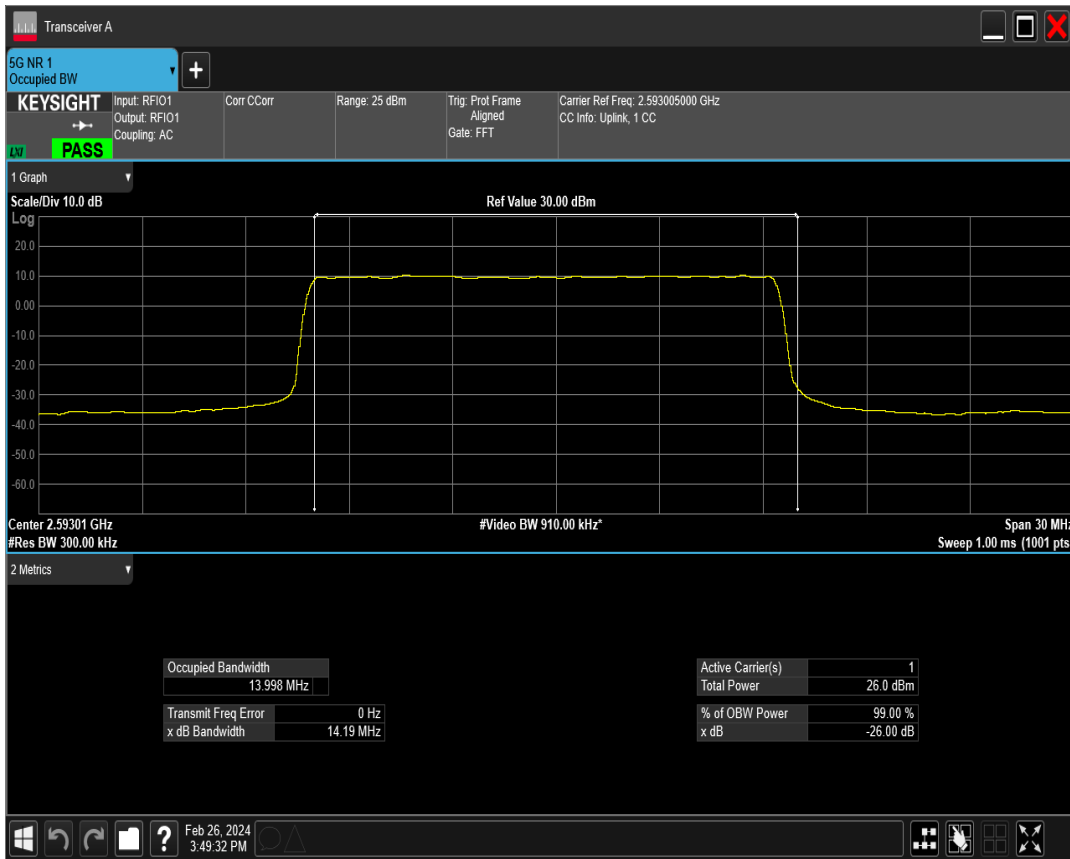 Transceiver A
5G NR 1
Occupied BW
+
KEYSIGHT
LXI
PASS
Input: RFIO1
Output: RFIO1
Coupling: AC
Corr CCorr
Range: 25 dBm
Trig: Prot Frame
Aligned
Gate: FFT
Carrier Ref Freq: 2.593005000 GHz
CC Info: Uplink, 1 CC
1 Graph
Scale/Div 10.0 dB
Ref Value 30.00 dBm
Log
20.0
10.0
0.00
-10.0
-20.0
-30.0
-40.0
-50.0
-60.0
Center 2.59301 GHz
#Video BW 910.00 kHz*
Span 30 MHz
#Res BW 300.00 kHz
Sweep 1.00 ms (1001 pts
2 Metrics
Occupied Bandwidth
13.998 MHz
Transmit Freq Error 0 Hz
x dB Bandwidth 14.19 MHz
Active Carrier(s) 1
Total Power 26.0 dBm
% of OBW Power 99.00 %
x dB -26.00 dB
?
Feb 26, 2024
3:49:32 PM